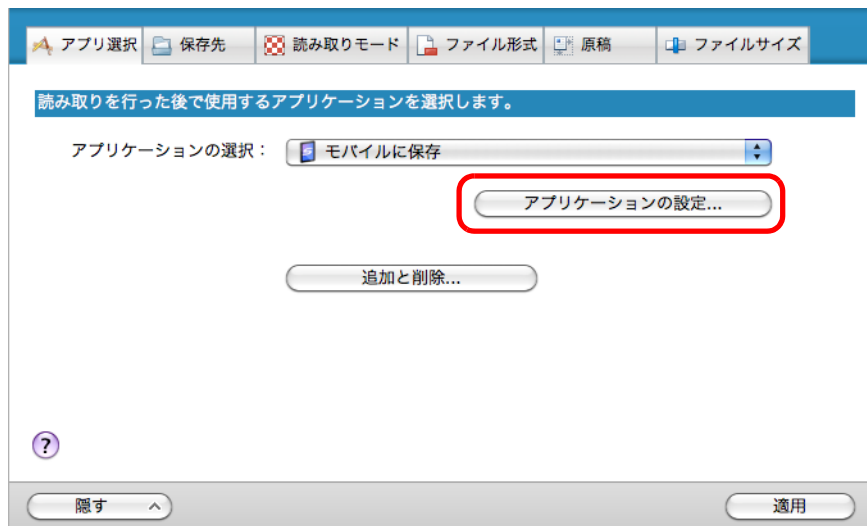 アプリ選択 保存先 読み取りモード ファイル形式 原稿 ファイルサイズ
読み取りを行った後で使用するアプリケーションを選択します。
アプリケーションの選択： モバイルに保存
アプリケーションの設定...
追加と削除...
?
隠す 適用